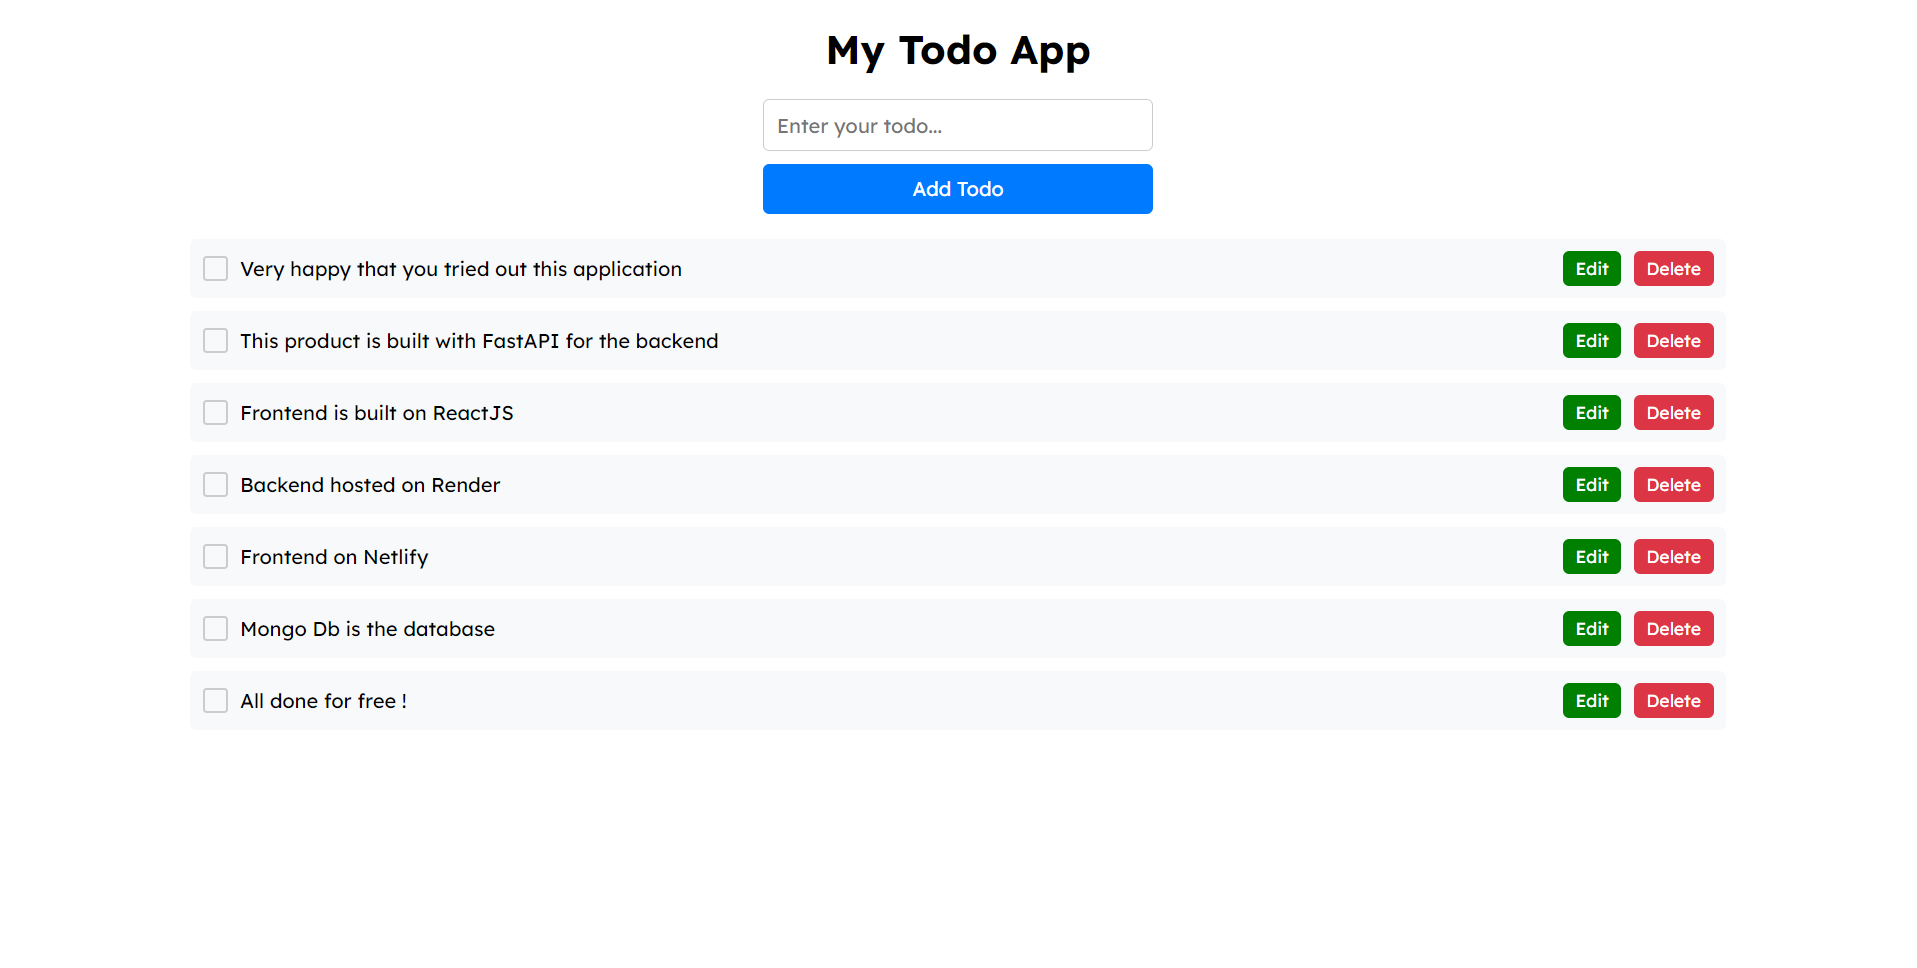 My Todo App
Enter your todo...
Add Todo
Very happy that you tried out this application Edit Delete
This product is built with FastAPI for the backend Edit Delete
Frontend is built on ReactJS Edit Delete
Backend hosted on Render Edit Delete
Frontend on Netlify Edit Delete
Mongo Db is the database Edit Delete
All done for free ! Edit Delete